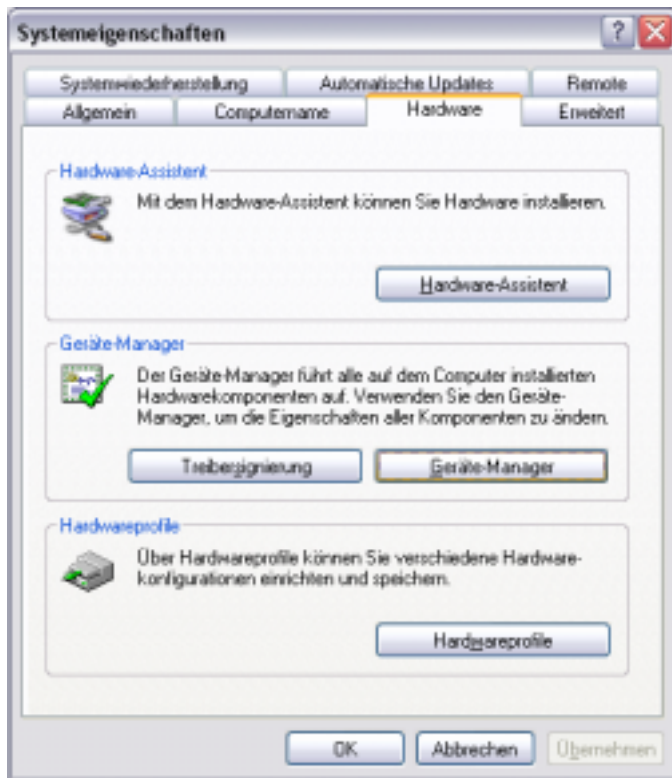 Systemeigenschaften
Systemwiederherstellung Automatische Updates Remote
Allgemein Computername Hardware Erweitert
Hardware-Assistent
Mit dem Hardware-Assistent können Sie Hardware installieren.
Hardware-Assistent
Geräte-Manager
Der Geräte-Manager führt alle auf dem Computer installierten
Hardwarekomponenten auf. Verwenden Sie den Geräte-
Manager, um die Eigenschaften aller Komponenten zu ändern.
Treibersignierung Geräte-Manager
Hardwareprofile
Über Hardwareprofile können Sie verschiedene Hardware-
konfigurationen einrichten und speichern.
Hardwareprofile
OK Abbrechen Übernehmen